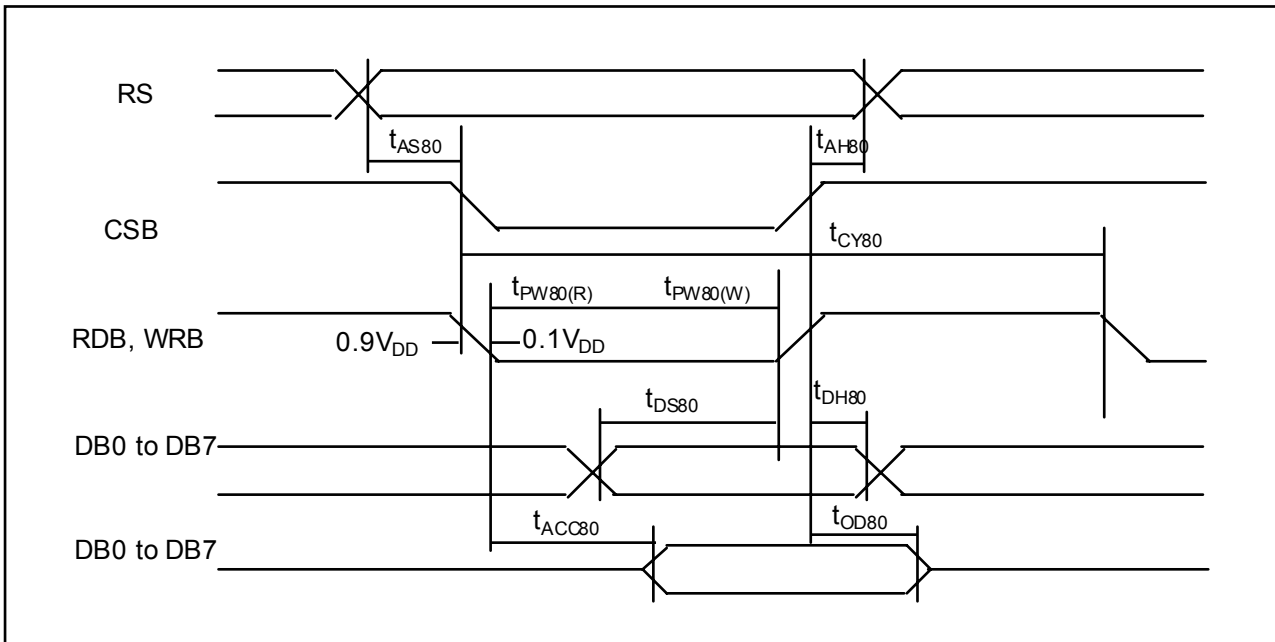 RS
tAS80
tAH80
CSB
tCY80
tPW80(R)
tPW80(W)
RDB, WRB
0.9VDD
0.1VDD
tDS80
tDH80
DB0 to DB7
tACC80
tOD80
DB0 to DB7